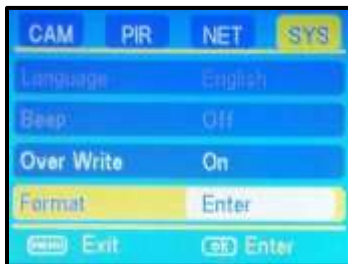 CAM PIR NET SYS
Language English
Beep Off
Over Write On
Format Enter
MENU Exit OK Enter